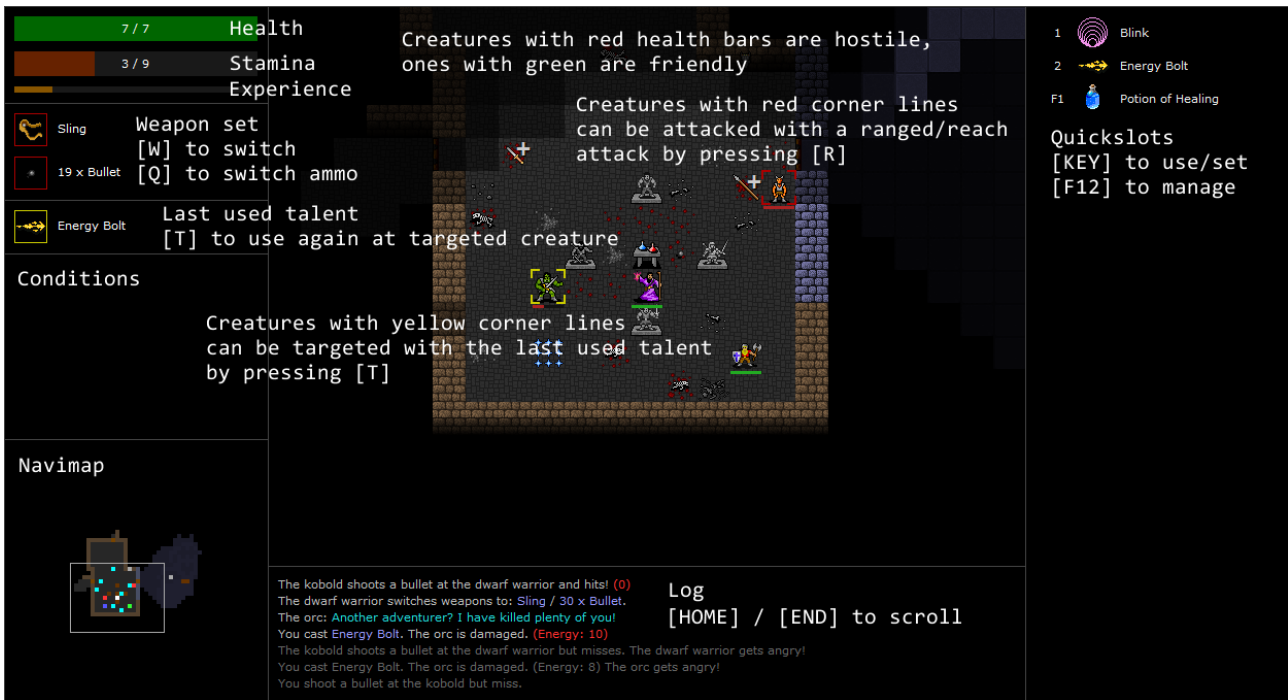 7 / 7
Health
3 / 9
Stamina
Experience
Sling
19 x Bullet
Weapon set
[W] to switch
[Q] to switch ammo
Energy Bolt
Last used talent
[T] to use again at targeted creature
Conditions
Navimap
Creatures with red health bars are hostile,
ones with green are friendly
Creatures with red corner lines
can be attacked with a ranged/reach
attack by pressing [R]
Creatures with yellow corner lines
can be targeted with the last used talent
by pressing [T]
The kobold shoots a bullet at the dwarf warrior and hits! (0)
The dwarf warrior switches weapons to: Sling / 30 x Bullet.
The orc: Another adventurer? I have killed plenty of you!
You cast Energy Bolt. The orc is damaged. (Energy: 10)
The kobold shoots a bullet at the dwarf warrior but misses. The dwarf warrior gets angry!
You cast Energy Bolt. The orc is damaged. (Energy: 8) The orc gets angry!
You shoot a bullet at the kobold but miss.
Log
[HOME] / [END] to scroll
1 Blink
2 Energy Bolt
F1 Potion of Healing
Quickslots
[KEY] to use/set
[F12] to manage